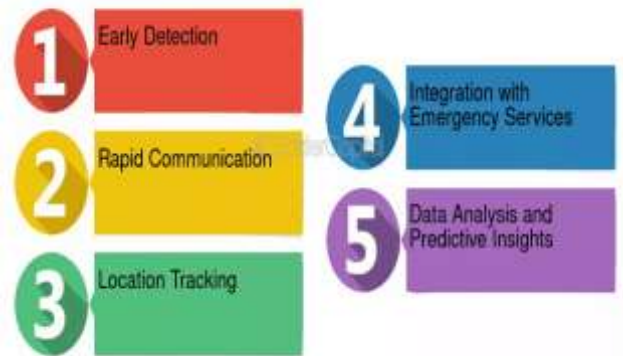 1
Early Detection
2
Rapid Communication
3
Location Tracking
4
Integration with
Emergency Services
5
Data Analysis and
Predictive Insights